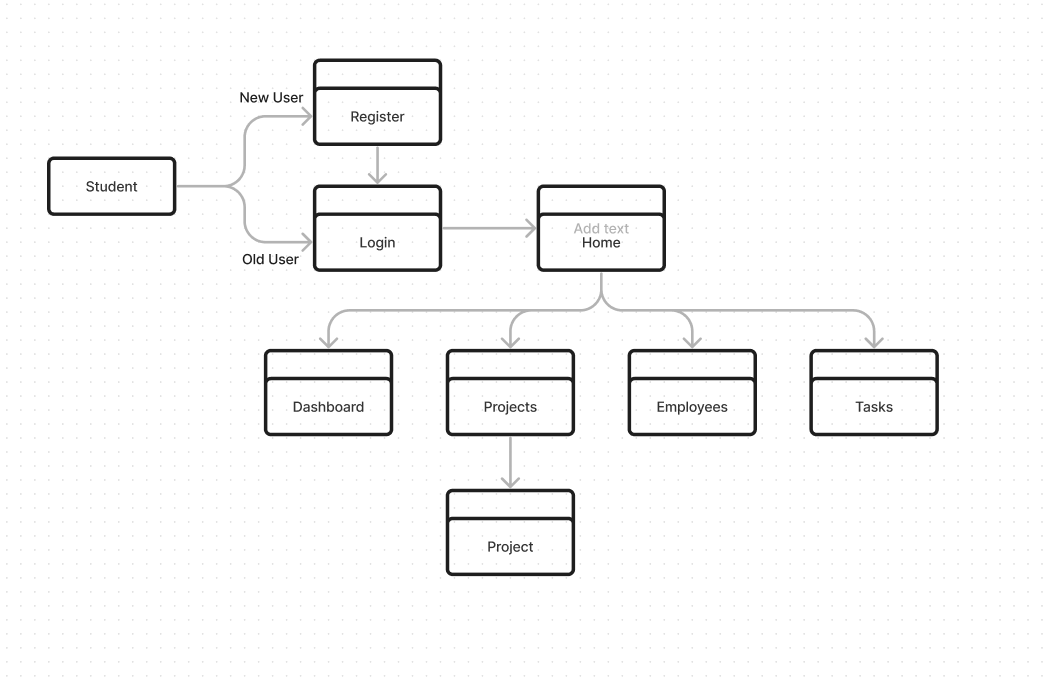 New User
Register
Student
Login
Old User
Add text
Home
Dashboard
Projects
Employees
Tasks
Project